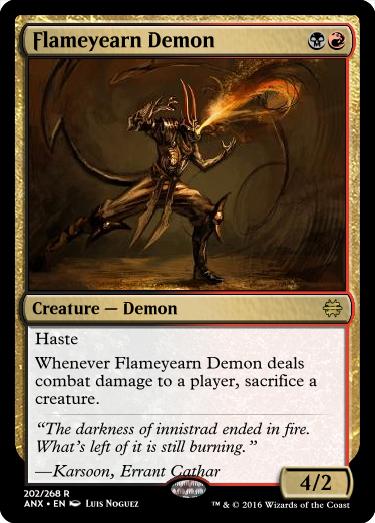 Flameyearn Demon
Creature — Demon
Haste
Whenever Flameyearn Demon deals
combat damage to a player, sacrifice a
creature.
“The darkness of innistrad ended in fire.
What’s left of it is still burning.”
—Karsoon, Errant Cathar
4/2
202/268 R
ANX • EN LUIS NOGUEZ
™ & © 2016 Wizards of the Coast